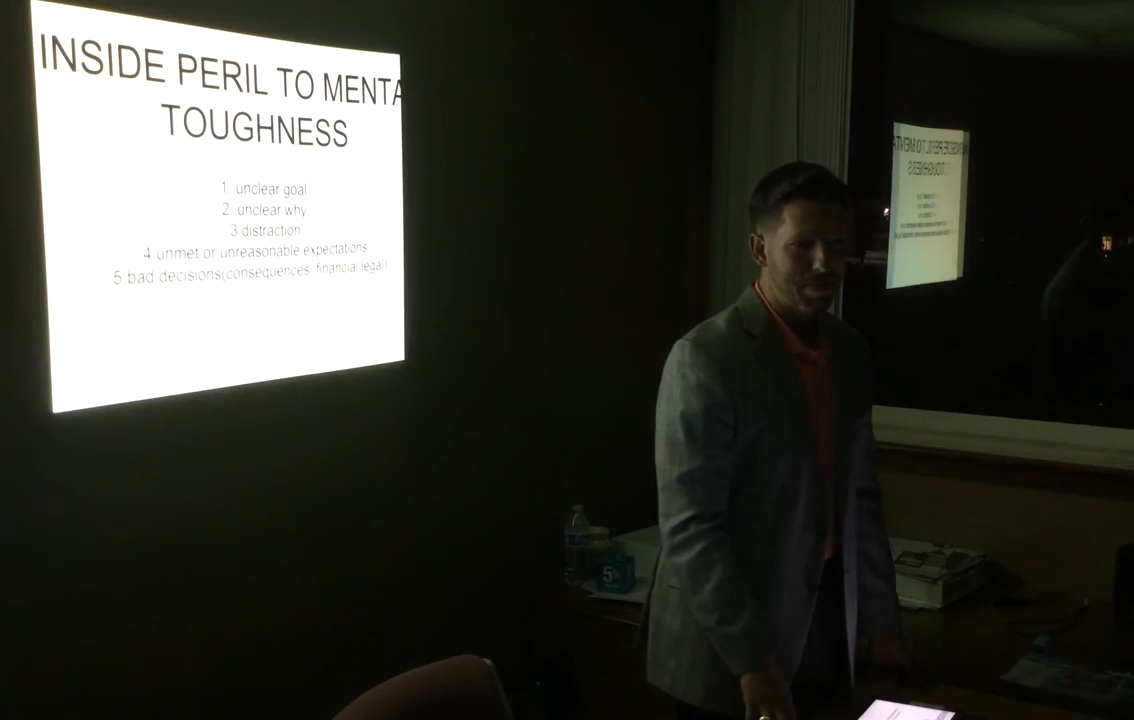 INSIDE PERIL TO MENTA
TOUGHNESS
1 unclear goal
2 unclear why
3 distraction
4 unmet or unreasonable expectations
5 bad decisions(consequences financial legal)
5